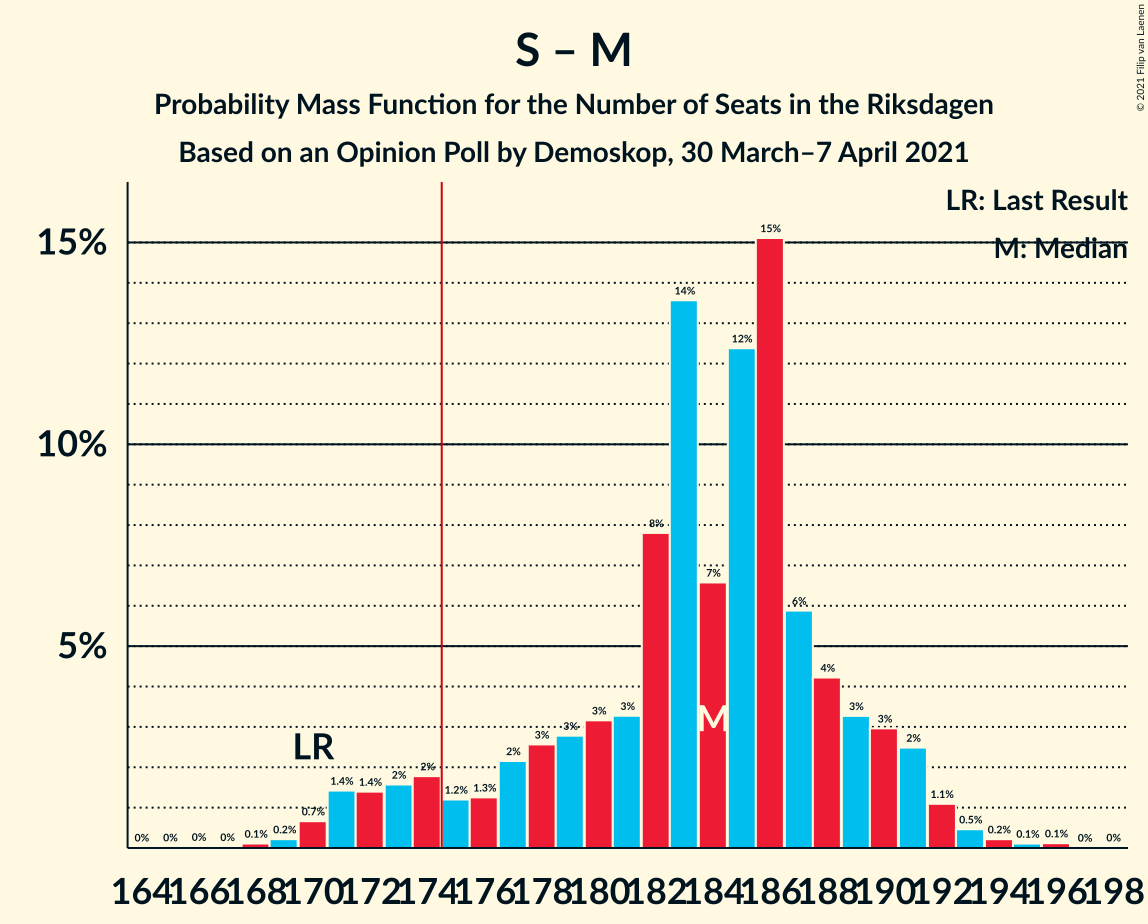 S – M
Probability Mass Function for the Number of Seats in the Riksdagen
Based on an Opinion Poll by Demoskop, 30 March–7 April 2021
© 2021 Filip van Laenen
LR: Last Result
M: Median
15%
10%
5%
0% 0% 0% 0% 0.1% 0.2% 0.7% 1.4% 1.4% 2% 2% 1.2% 1.3% 2% 3% 3% 3% 3% 8% 14% 7% 12% 15% 6% 4% 3% 3% 2% 1.1% 0.5% 0.2% 0.1% 0.1% 0% 0%
LR
M
164 166 168 170 172 174 176 178 180 182 184 186 188 190 192 194 196 198